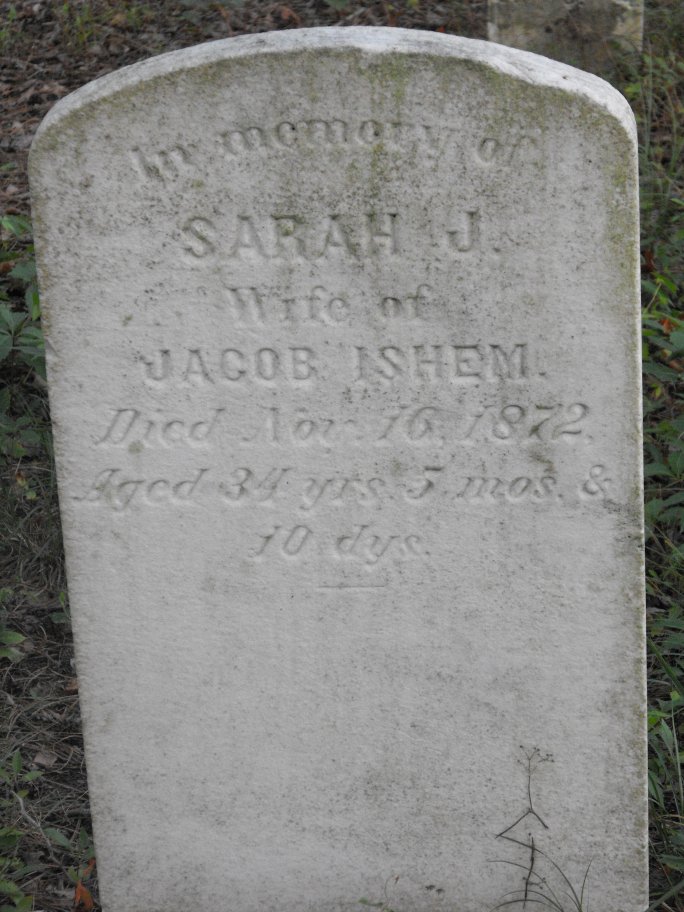 In memory of
SARAH J.
Wife of
JACOB ISHEM.
Died Nov. 16, 1872.
Aged 34 yrs. 5. mos. &
10 dys.